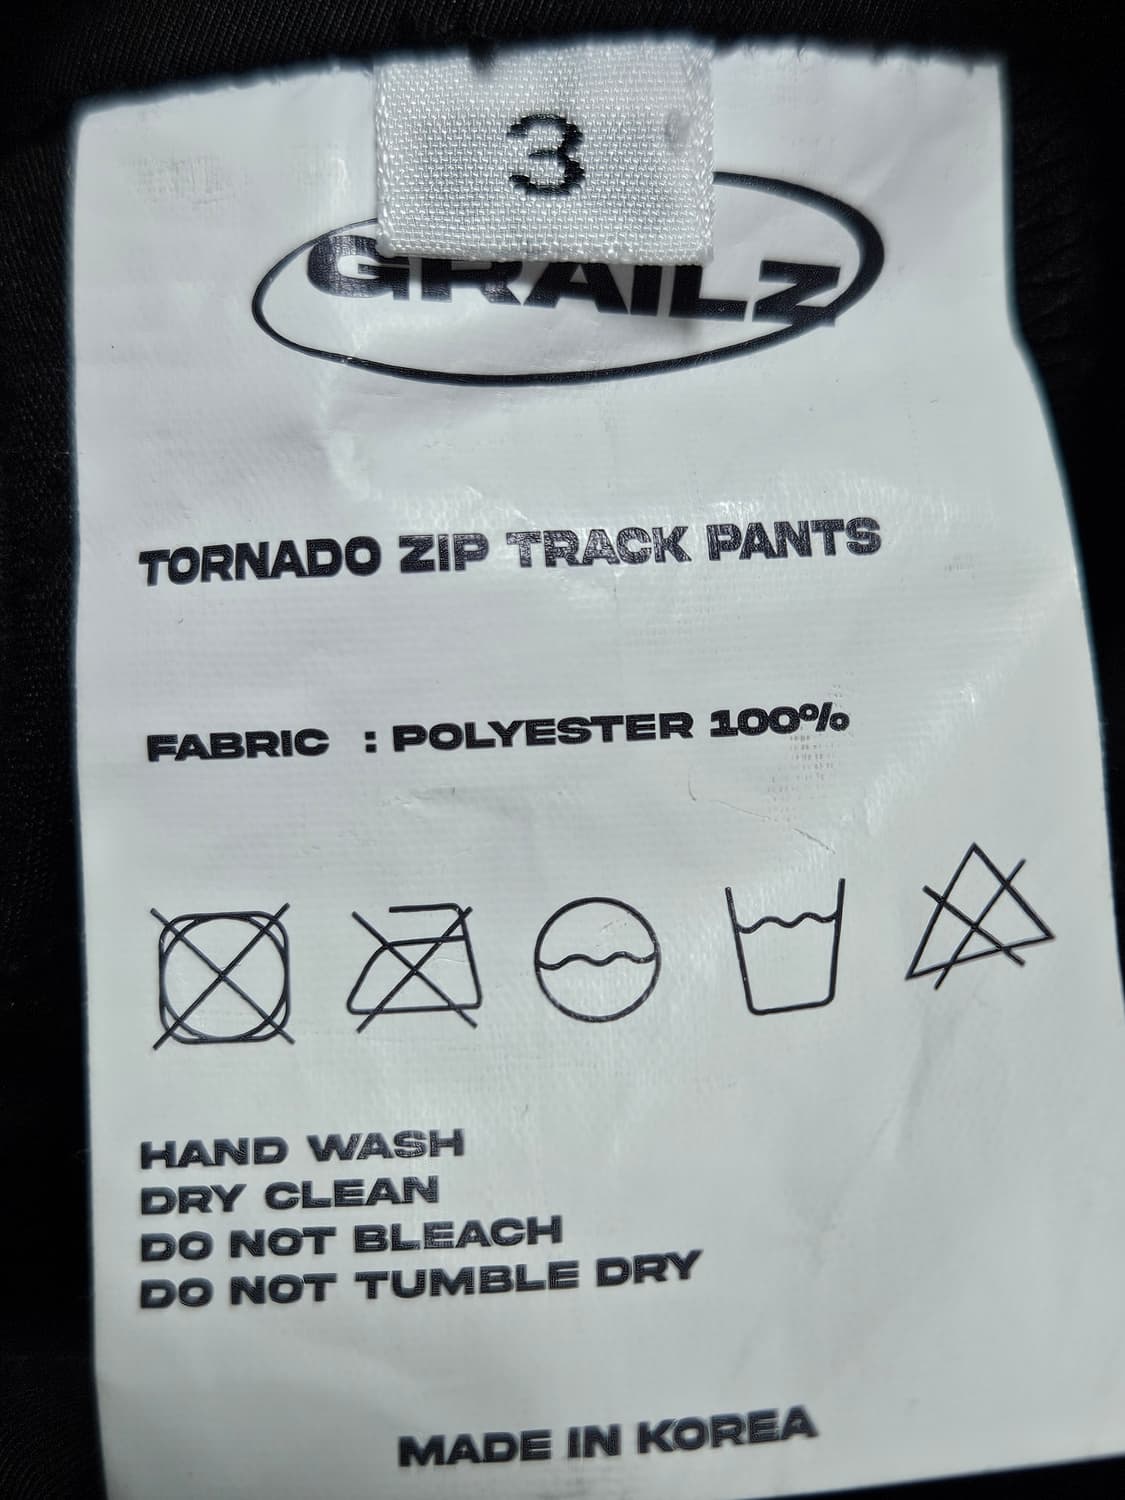 3
GRAILZ
TORNADO ZIP TRACK PANTS
FABRIC : POLYESTER 100%
HAND WASH
DRY CLEAN
DO NOT BLEACH
DO NOT TUMBLE DRY
MADE IN KOREA